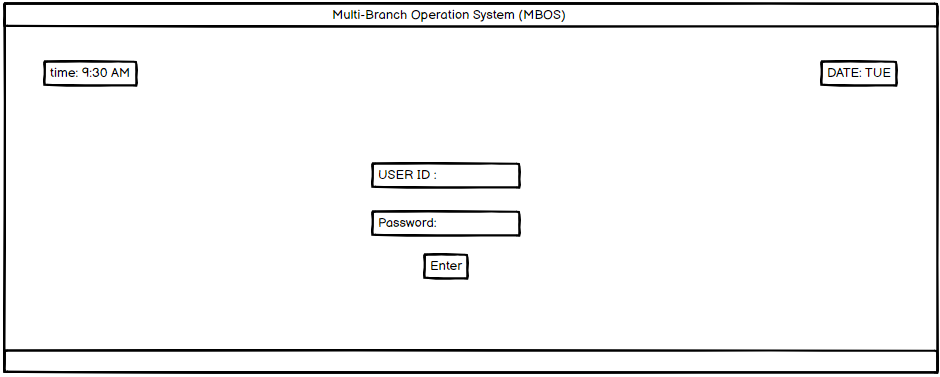 Multi-Branch Operation System (MBOS)
time: 9:30 AM
DATE: TUE
USER ID :
Password:
Enter